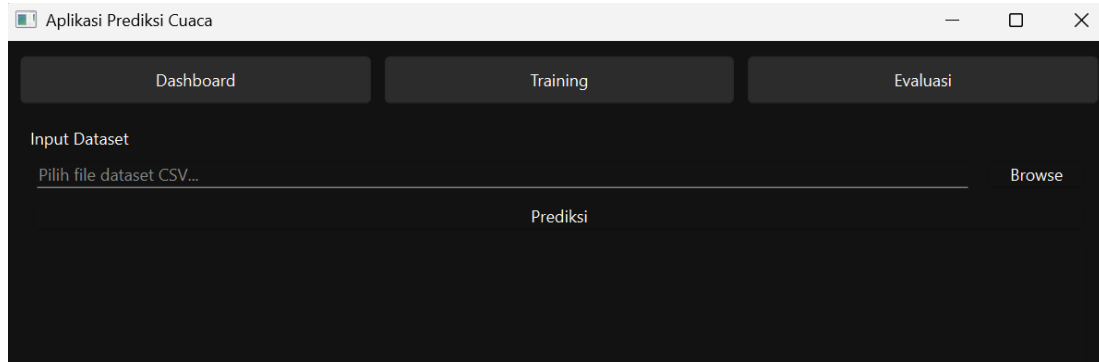 Aplikasi Prediksi Cuaca
Dashboard Training Evaluasi
Input Dataset
Pilih file dataset CSV... Browse
Prediksi